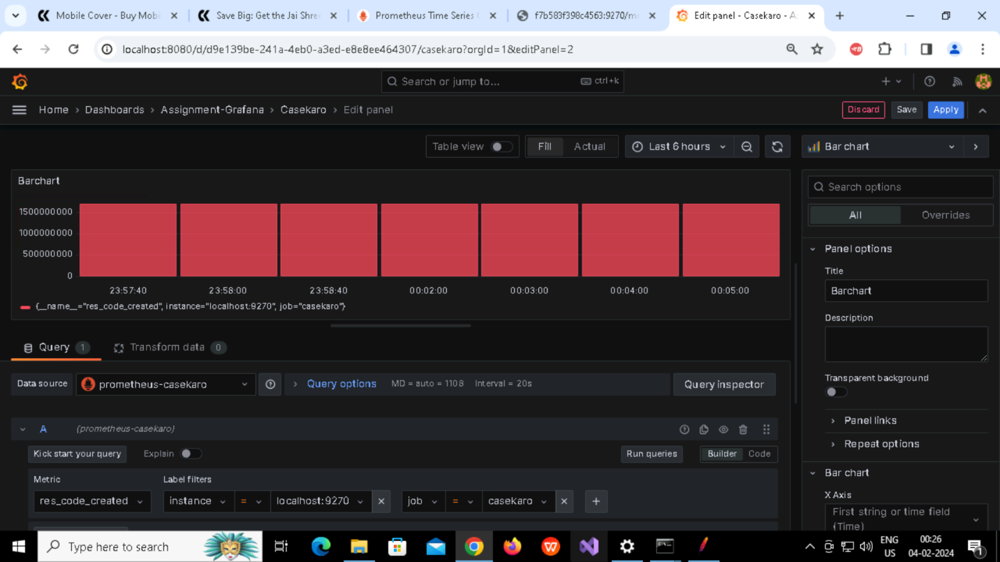 Mobile Cover - Buy Mobi
Save Big: Get the Jai Shre
Prometheus Time Series
f7b583f398c4563:9270/m
Edit panel - Casekaro - A
localhost:8080/d/d9e139be-241a-4eb0-a3ed-e8e8ee464307/casekaro?orgId=1&editPanel=2
Search or jump to... ctrl+k
Home > Dashboards > Assignment-Grafana > Casekaro > Edit panel
Discard Save Apply
Table view Fill Actual Last 6 hours Bar chart
Barchart
1500000000
1000000000
500000000
0
23:57:40 23:58:00 23:58:40 00:02:00 00:03:00 00:04:00 00:05:00
{__name__="res_code_created", instance="localhost:9270", job="casekaro"}
Search options
All Overrides
Panel options
Title
Barchart
Description
Transparent background
Panel links
Repeat options
Bar chart
X Axis
First string or time field
(Time)
Query 1 Transform data 0
Data source prometheus-casekaro Query options MD = auto = 1108 Interval = 20s Query inspector
A (prometheus-casekaro)
Kick start your query Explain Run queries Builder Code
Metric Label filters
res_code_created instance = localhost:9270 job = casekaro
Type here to search
ENG
US
00:26
04-02-2024
1